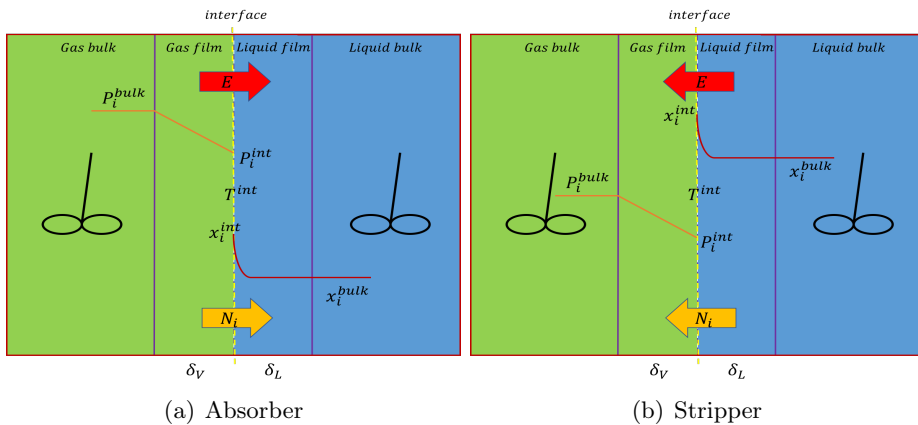 interface
Gas bulk
Gas film
Liquid film
Liquid bulk
E
P_i^{bulk}
P_i^{int}
T^{int}
x_i^{int}
x_i^{bulk}
N_i
δ_V
δ_L
(a) Absorber
interface
Gas bulk
Gas film
Liquid film
Liquid bulk
E
x_i^{int}
x_i^{bulk}
P_i^{bulk}
T^{int}
P_i^{int}
N_i
δ_V
δ_L
(b) Stripper